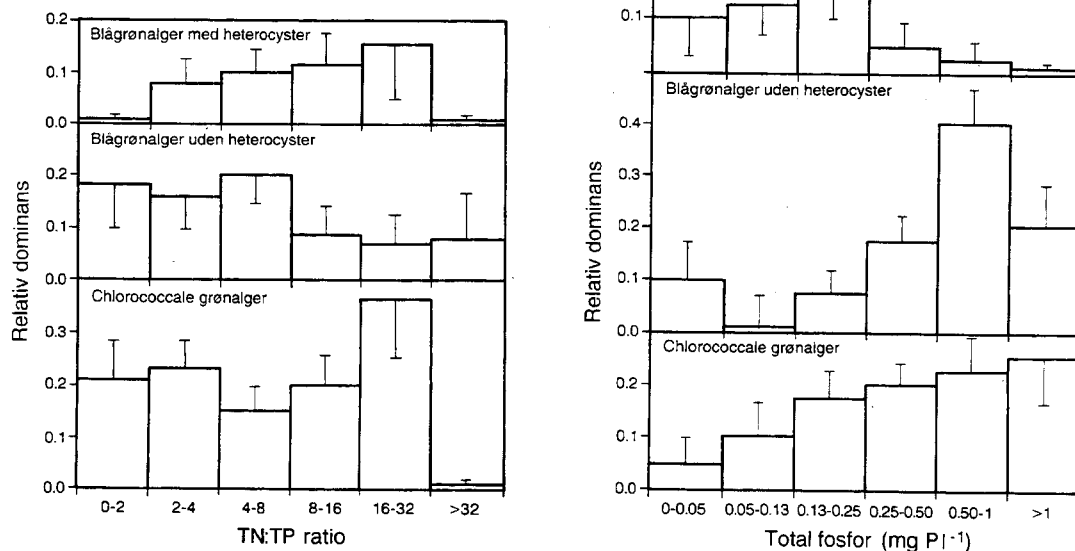 0.2
Blågrønalger med heterocyster
0.1
0.0
Blågrønalger uden heterocyster
0.2
0.1
0.0
Chlorococcale grønalger
0.3
0.2
0.1
0.0
Relativ dominans
0-2 2-4 4-8 8-16 16-32 >32
TN:TP ratio
0.1
Blågrønalger uden heterocyster
0.4
0.3
0.2
0.1
0.0
Chlorococcale grønalger
0.2
0.1
0.0
Relativ dominans
0-0.05 0.05-0.13 0.13-0.25 0.25-0.50 0.50-1 >1
Total fosfor (mg P l⁻¹)